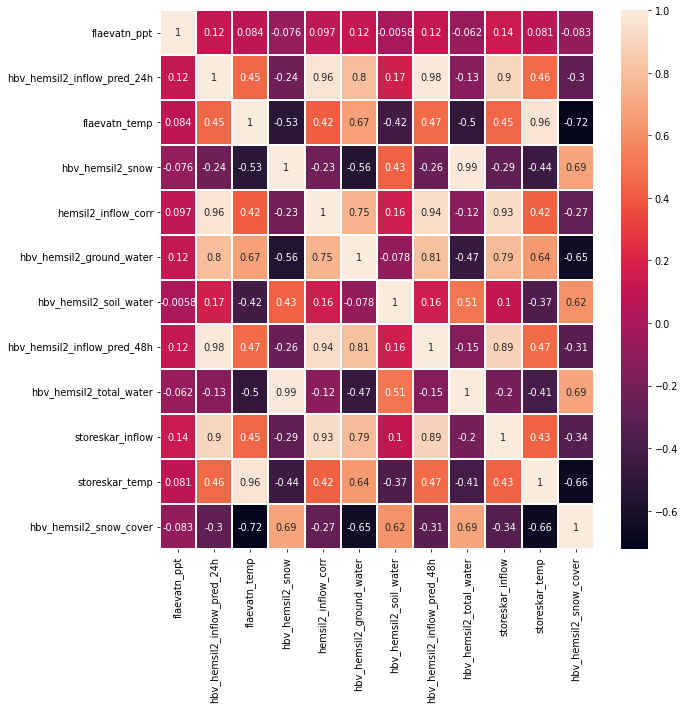 flaevatn_ppt 1 0.12 0.084 -0.076 0.097 0.12 -0.0058 0.12 -0.062 0.14 0.081 -0.083
hbv_hemsil2_inflow_pred_24h 0.12 1 0.45 -0.24 0.96 0.8 0.17 0.98 -0.13 0.9 0.46 -0.3
flaevatn_temp 0.084 0.45 1 -0.53 0.42 0.67 -0.42 0.47 -0.5 0.45 0.96 -0.72
hbv_hemsil2_snow -0.076 -0.24 -0.53 1 -0.23 -0.56 0.43 -0.26 0.99 -0.29 -0.44 0.69
hemsil2_inflow_corr 0.097 0.96 0.42 -0.23 1 0.75 0.16 0.94 -0.12 0.93 0.42 -0.27
hbv_hemsil2_ground_water 0.12 0.8 0.67 -0.56 0.75 1 -0.078 0.81 -0.47 0.79 0.64 -0.65
hbv_hemsil2_soil_water -0.0058 0.17 -0.42 0.43 0.16 -0.078 1 0.16 0.51 0.1 -0.37 0.62
hbv_hemsil2_inflow_pred_48h 0.12 0.98 0.47 -0.26 0.94 0.81 0.16 1 -0.15 0.89 0.47 -0.31
hbv_hemsil2_total_water -0.062 -0.13 -0.5 0.99 -0.12 -0.47 0.51 -0.15 1 -0.2 -0.41 0.69
storeskar_inflow 0.14 0.9 0.45 -0.29 0.93 0.79 0.1 0.89 -0.2 1 0.43 -0.34
storeskar_temp 0.081 0.46 0.96 -0.44 0.42 0.64 -0.37 0.47 -0.41 0.43 1 -0.66
hbv_hemsil2_snow_cover -0.083 -0.3 -0.72 0.69 -0.27 -0.65 0.62 -0.31 0.69 -0.34 -0.66 1
flaevatn_ppt
hbv_hemsil2_inflow_pred_24h
flaevatn_temp
hbv_hemsil2_snow
hemsil2_inflow_corr
hbv_hemsil2_ground_water
hbv_hemsil2_soil_water
hbv_hemsil2_inflow_pred_48h
hbv_hemsil2_total_water
storeskar_inflow
storeskar_temp
hbv_hemsil2_snow_cover
1.0
0.8
0.6
0.4
0.2
0.0
−0.2
−0.4
−0.6